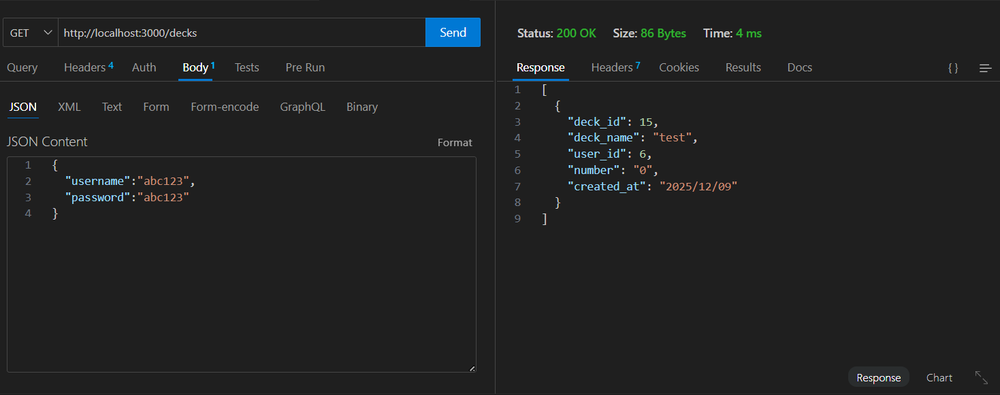 GET http://localhost:3000/decks Send
Query Headers 4 Auth Body 1 Tests Pre Run
JSON XML Text Form Form-encode GraphQL Binary
JSON Content Format
1 {
2 "username":"abc123",
3 "password":"abc123"
4 }
Status: 200 OK Size: 86 Bytes Time: 4 ms
Response Headers 7 Cookies Results Docs { }
1 [
2 {
3 "deck_id": 15,
4 "deck_name": "test",
5 "user_id": 6,
6 "number": "0",
7 "created_at": "2025/12/09"
8 }
9 ]
Response Chart